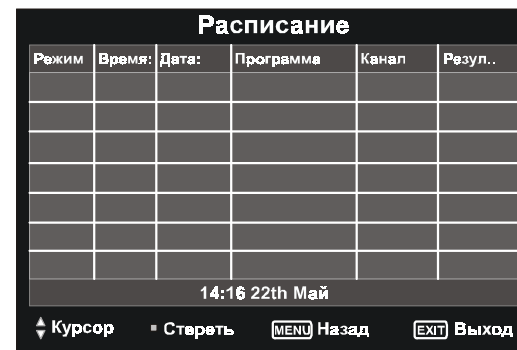 Расписание
Режим Время: Дата: Программа Канал Резул..
14:16 22th Май
Курсор Стереть MENU Назад EXIT Выход